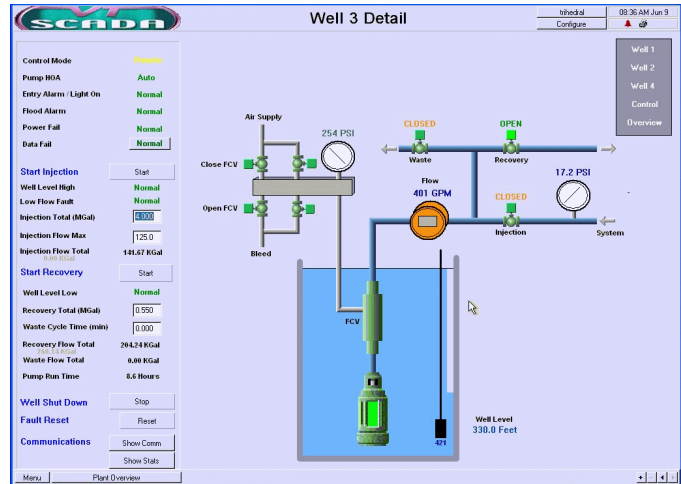 SCADA
Well 3 Detail
trihedral
Configure
08:36 AM Jun 9
Well 1
Well 2
Well 4
Control
Overview
Control Mode
Pump HOA Auto
Entry Alarm / Light On Normal
Flood Alarm Normal
Power Fail Normal
Data Fail Normal
Start Injection Start
Well Level High Normal
Low Flow Fault Normal
Injection Total (MGal) 4.000
Injection Flow Max 125.0
Injection Flow Total 141.67 KGal
0.00 KGal
Start Recovery Start
Well Level Low Normal
Recovery Total (MGal) 0.550
Waste Cycle Time (min) 0.000
Recovery Flow Total 204.24 KGal
Waste Flow Total 0.00 KGal
Pump Run Time 8.6 Hours
Well Shut Down Stop
Fault Reset Reset
Communications Show Comm
Show Stats
Air Supply
254 PSI
Close FCV
Open FCV
Bleed
CLOSED
Waste
OPEN
Recovery
Flow
401 GPM
CLOSED
Injection
17.2 PSI
System
FCV
421
Well Level
330.0 Feet
Menu Plant Overview